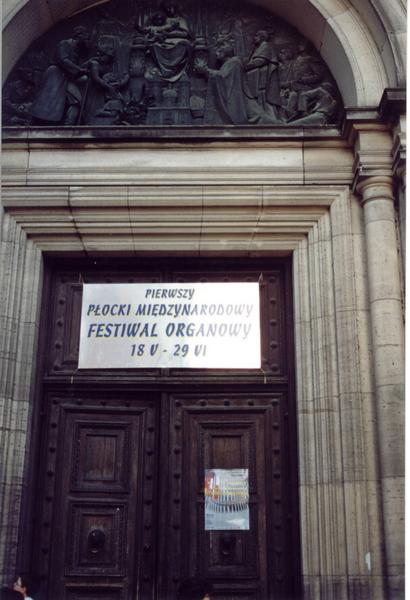 PIERWSZY
PŁOCKI MIĘDZYNARODOWY
FESTIWAL ORGANOWY
18 V - 29 VI